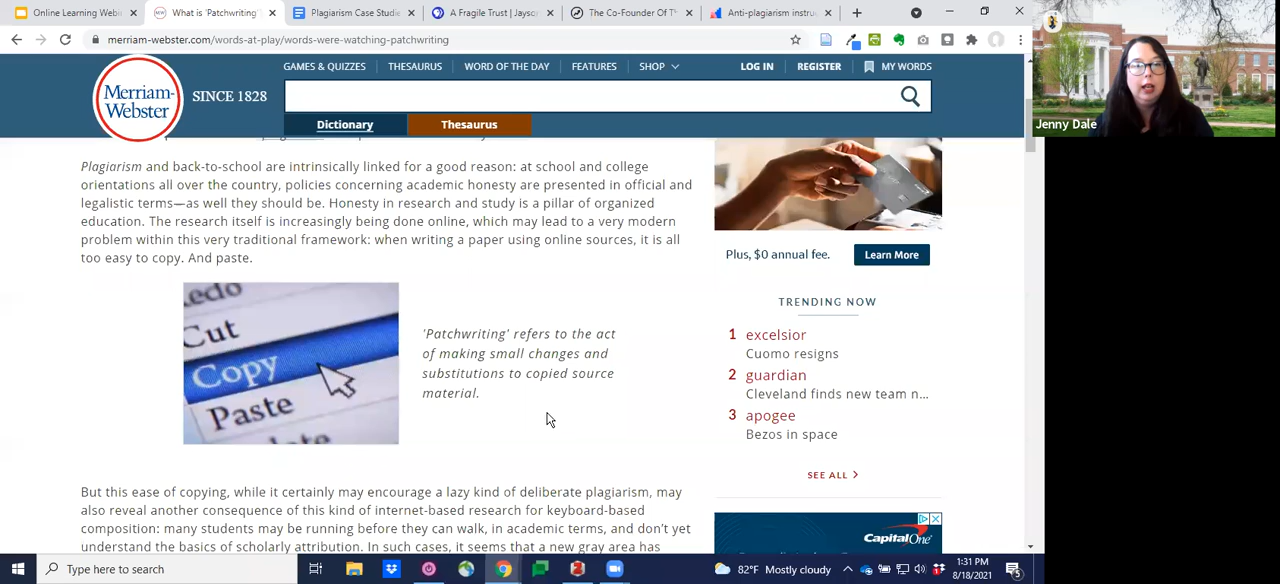 Online Learning Webi
What is 'Patchwriting'
Plagiarism Case Studies
A Fragile Trust | Jayso
The Co-Founder Of T
Anti-plagiarism instru
merriam-webster.com/words-at-play/words-were-watching-patchwriting
Merriam-
Webster
SINCE 1828
GAMES & QUIZZES
THESAURUS
WORD OF THE DAY
FEATURES
SHOP
LOG IN
REGISTER
MY WORDS
Dictionary
Thesaurus
Jenny Dale
Plagiarism and back-to-school are intrinsically linked for a good reason: at school and college
orientations all over the country, policies concerning academic honesty are presented in official and
legalistic terms—as well they should be. Honesty in research and study is a pillar of organized
education. The research itself is increasingly being done online, which may lead to a very modern
problem within this very traditional framework: when writing a paper using online sources, it is all
too easy to copy. And paste.
Redo
Cut
Copy
Paste
'Patchwriting' refers to the act
of making small changes and
substitutions to copied source
material.
But this ease of copying, while it certainly may encourage a lazy kind of deliberate plagiarism, may
also reveal another consequence of this kind of internet-based research for keyboard-based
composition: many students may be running before they can walk, in academic terms, and don't yet
understand the basics of scholarly attribution. In such cases, it seems that a new gray area has
Plus, $0 annual fee.
Learn More
TRENDING NOW
1 excelsior
Cuomo resigns
2 guardian
Cleveland finds new team n...
3 apogee
Bezos in space
SEE ALL
Capital One
Type here to search
82°F Mostly cloudy
1:31 PM
8/18/2021
5